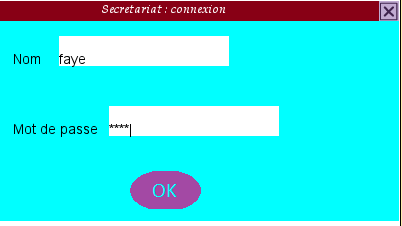 Secretariat : connexion
Nom faye
Mot de passe ****
OK